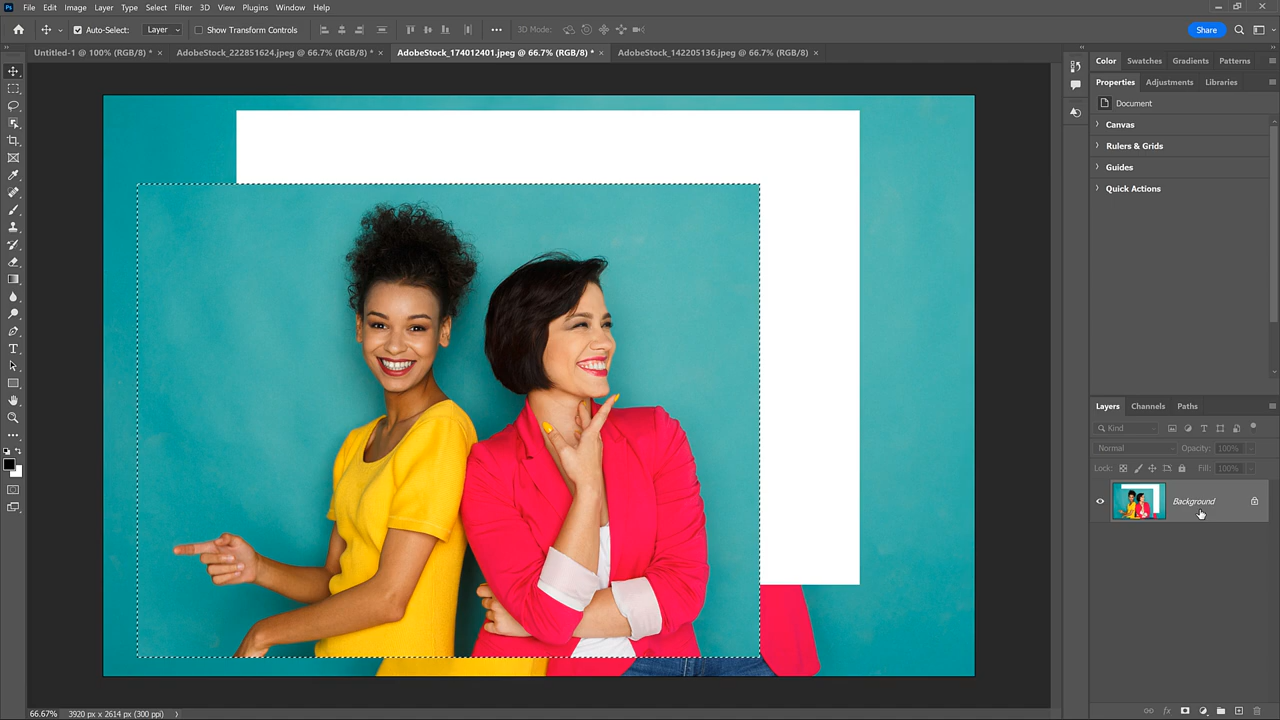 Ps File Edit Image Layer Type Select Filter 3D View Plugins Window Help
Auto-Select: Layer Show Transform Controls 3D Mode: Share
Untitled-1 @ 100% (RGB/8) * × AdobeStock_222851624.jpeg @ 66.7% (RGB/8) * × AdobeStock_174012401.jpeg @ 66.7% (RGB/8) * × AdobeStock_142205136.jpeg @ 66.7% (RGB/8) ×
Color Swatches Gradients Patterns
Properties Adjustments Libraries
Document
Canvas
Rulers & Grids
Guides
Quick Actions
Layers Channels Paths
Kind
Normal Opacity: 100%
Lock: Fill: 100%
Background
66.67% 3920 px x 2614 px (300 ppi)